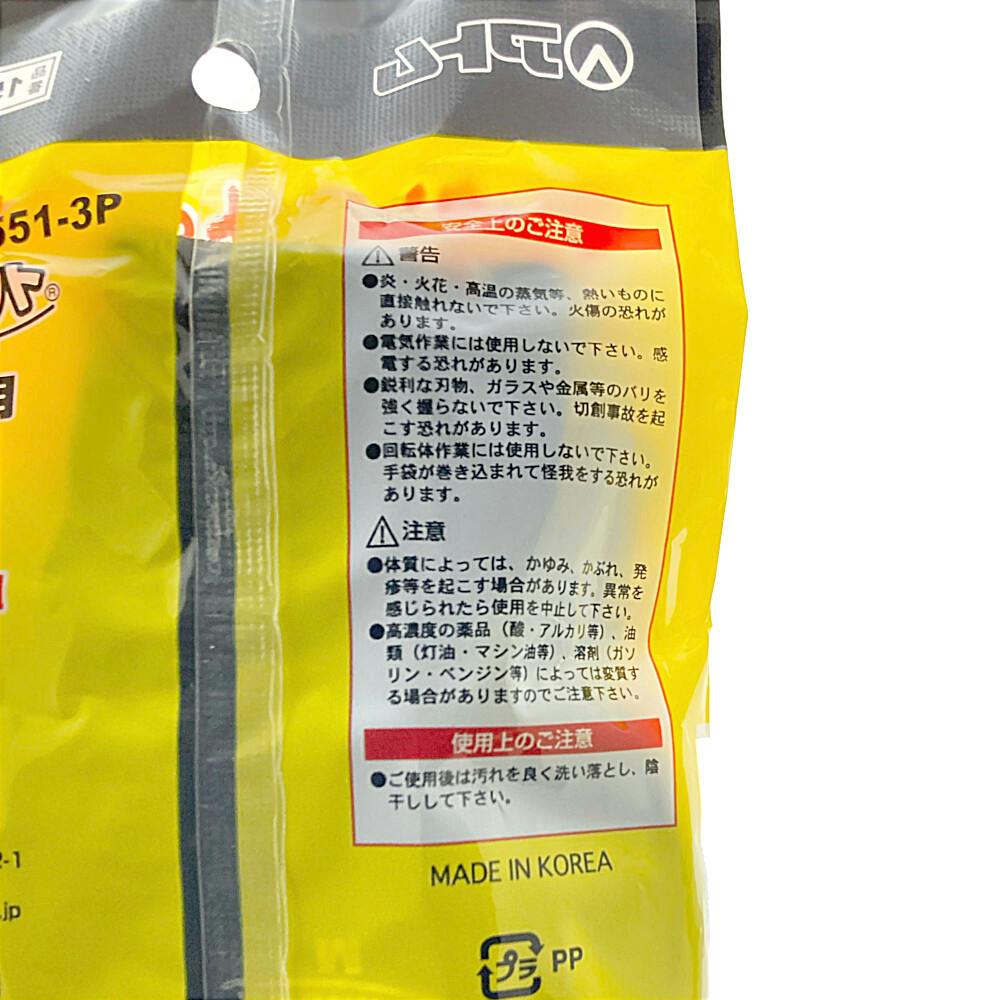 アトム
品番 15
551-3P
ット®
用
安全上のご注意
警告
●炎・火花・高温の蒸気等、熱いものに
直接触れないで下さい。火傷の恐れが
あります。
●電気作業には使用しないで下さい。感
電する恐れがあります。
●鋭利な刃物、ガラスや金属等のバリを
強く握らないで下さい。切創事故を起
こす恐れがあります。
●回転体作業には使用しないで下さい。
手袋が巻き込まれて怪我をする恐れが
あります。
注意
●体質によっては、かゆみ、かぶれ、発
疹等を起こす場合があります。異常を
感じられたら使用を中止して下さい。
●高濃度の薬品（酸・アルカリ等）、油
類（灯油・マシン油等）、溶剤（ガソ
リン・ベンジン等）によっては変質す
る場合がありますのでご注意下さい。
使用上のご注意
●ご使用後は汚れを良く洗い落とし、陰
干しして下さい。
2-1
.jp
MADE IN KOREA
プラ PP